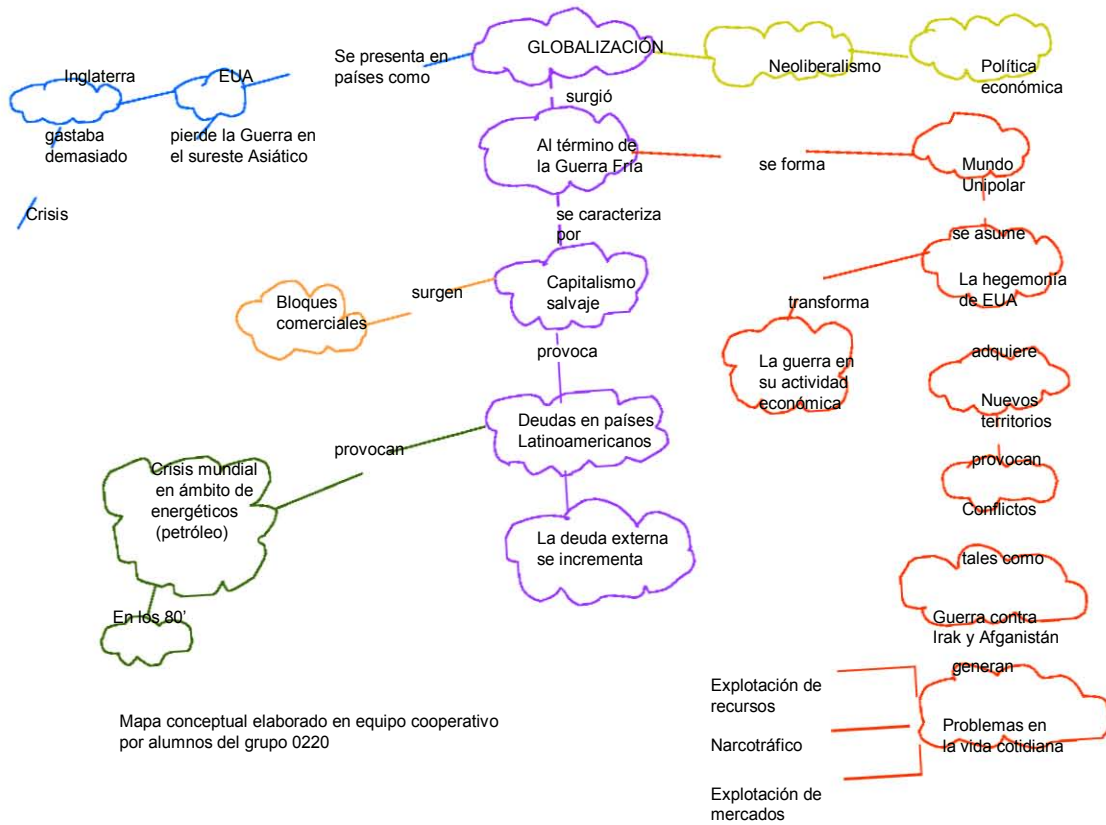 GLOBALIZACIÓN
Se presenta en
países como
Inglaterra
EUA
Neoliberalismo
Política
económica
surgió
gastaba
demasiado
pierde la Guerra en
el sureste Asiático
Al término de
la Guerra Fría
se forma
Mundo
Unipolar
Crisis
se caracteriza
por
se asume
Bloques
comerciales
surgen
Capitalismo
salvaje
transforma
La hegemonía
de EUA
provoca
La guerra en
su actividad
económica
adquiere
Nuevos
territorios
provocan
Deudas en países
Latinoamericanos
provocan
Crisis mundial
en ámbito de
energéticos
(petróleo)
Conflictos
La deuda externa
se incrementa
tales como
En los 80’
Guerra contra
Irak y Afganistán
generan
Explotación de
recursos
Mapa conceptual elaborado en equipo cooperativo
por alumnos del grupo 0220
Narcotráfico
Problemas en
la vida cotidiana
Explotación de
mercados